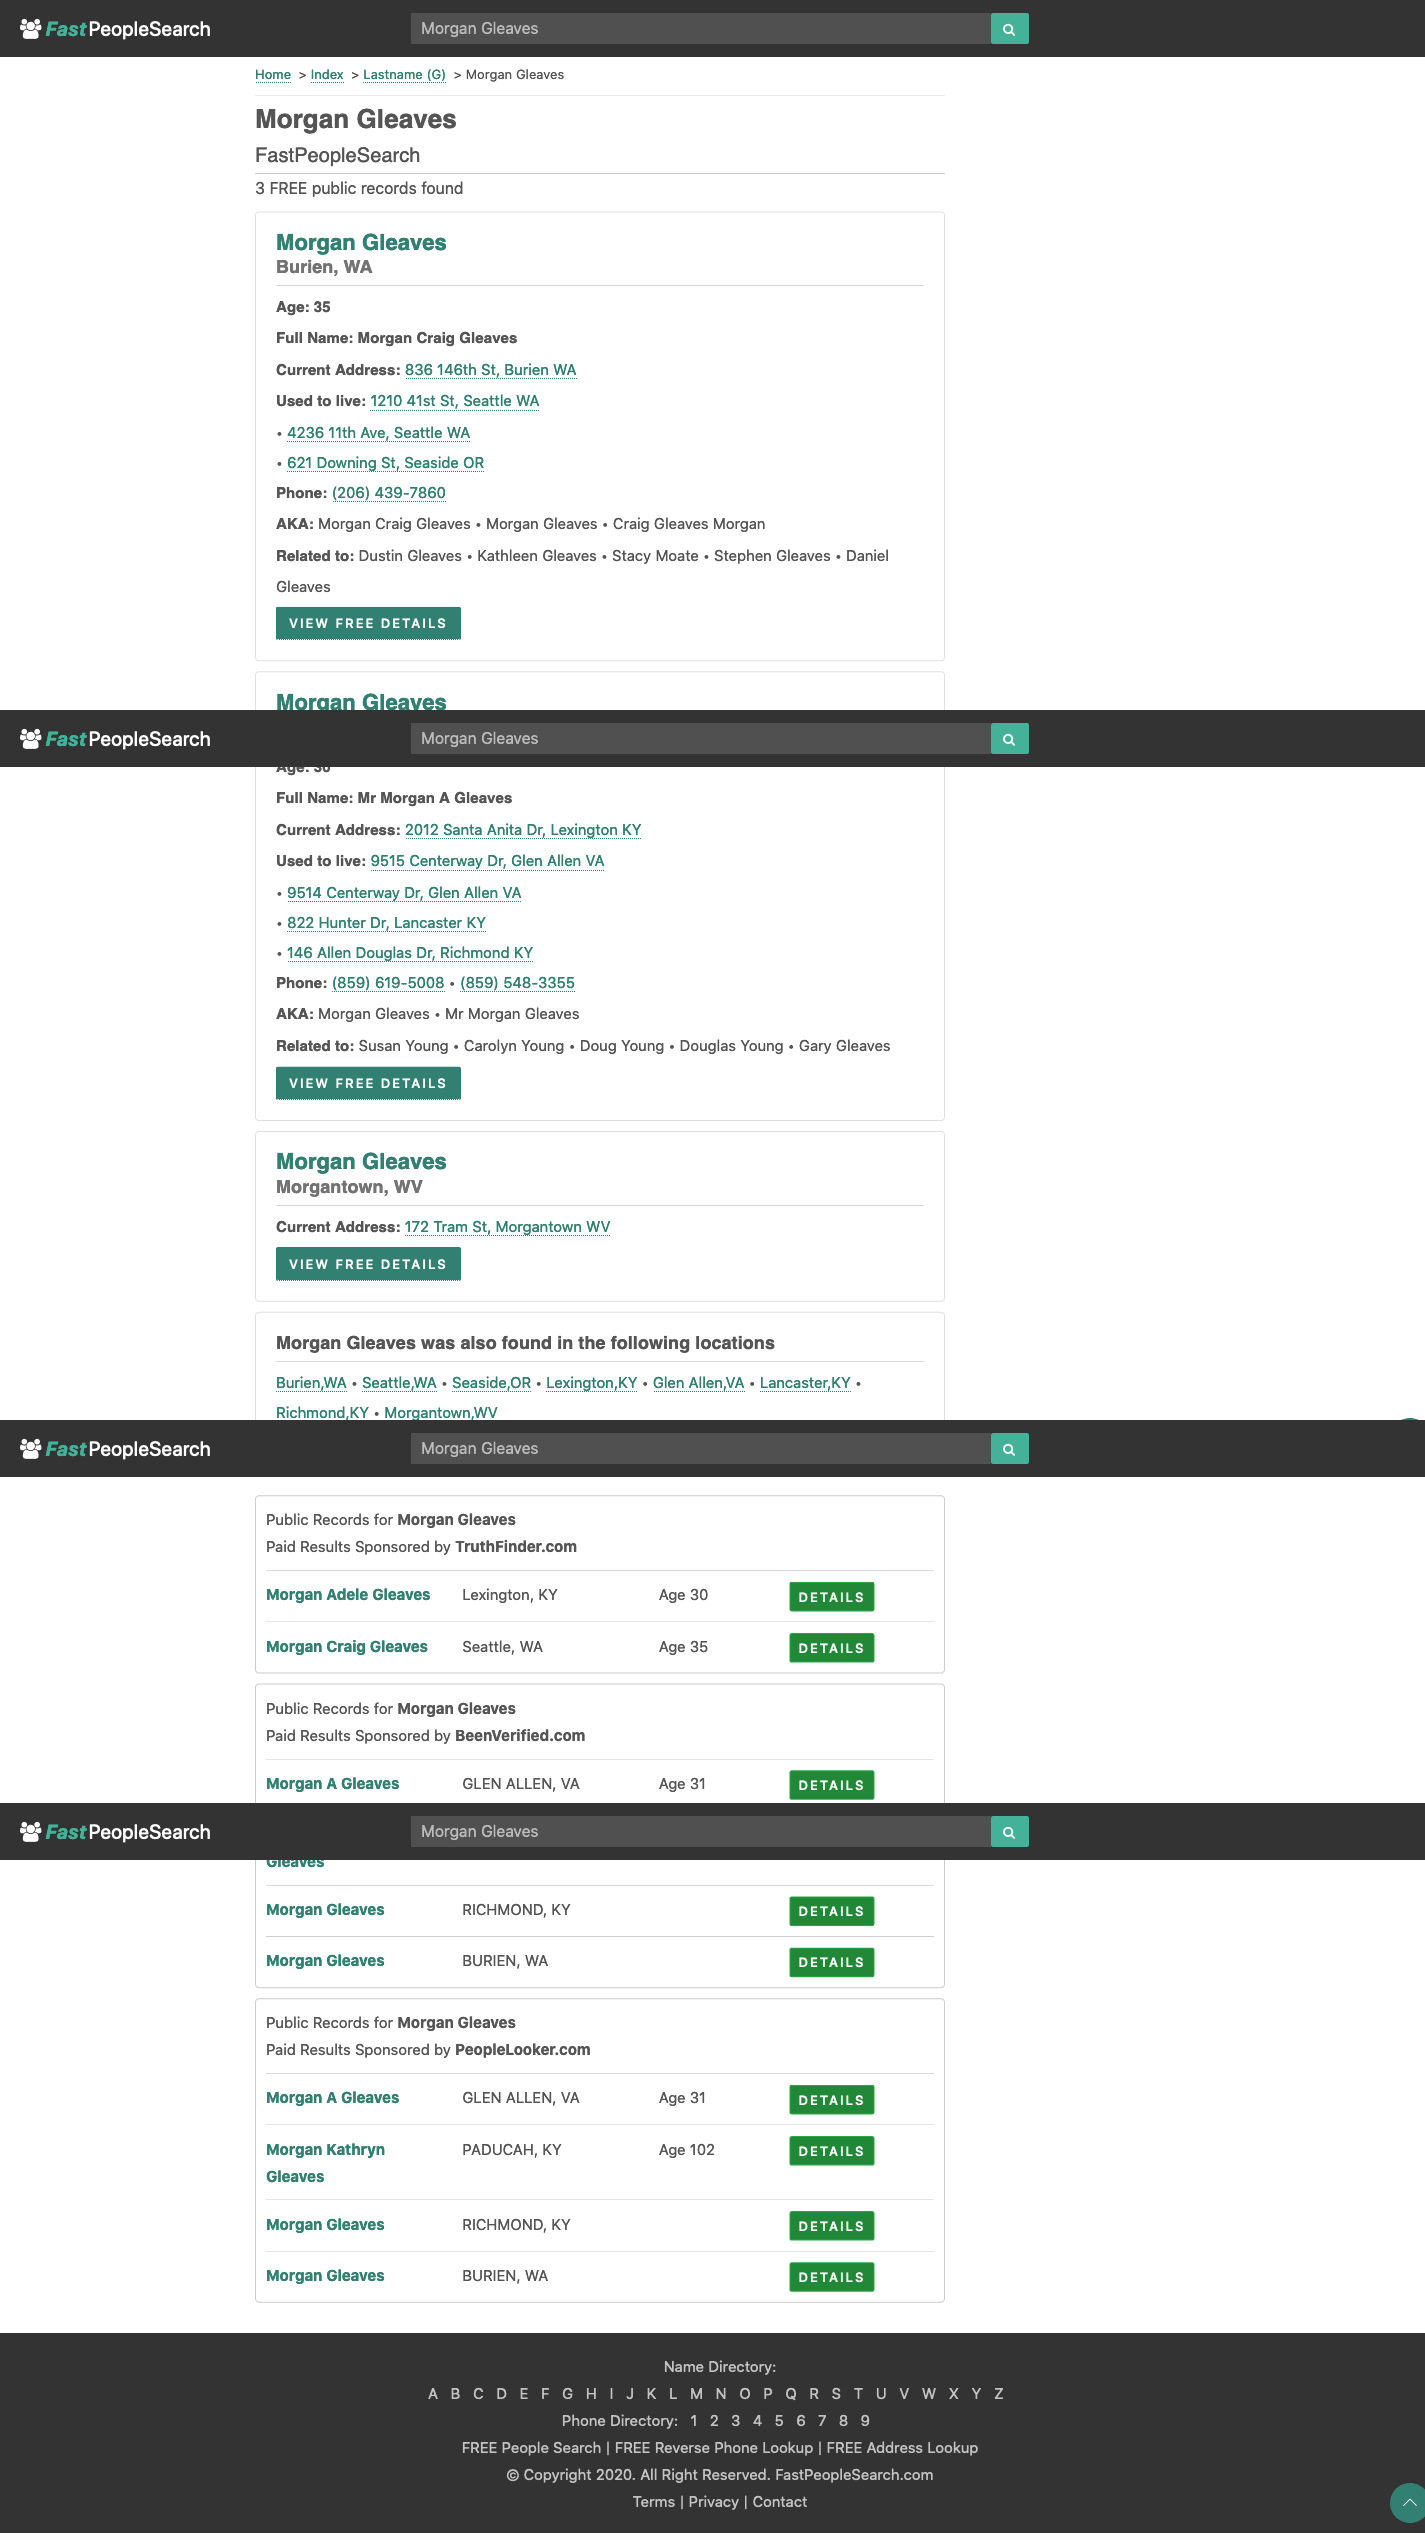 FastPeopleSearch
Morgan Gleaves
Home > Index > Lastname (G) > Morgan Gleaves
Morgan Gleaves
FastPeopleSearch
3 FREE public records found
Morgan Gleaves
Burien, WA
Age: 35
Full Name: Morgan Craig Gleaves
Current Address: 836 146th St, Burien WA
Used to live: 1210 41st St, Seattle WA
• 4236 11th Ave, Seattle WA
• 621 Downing St, Seaside OR
Phone: (206) 439-7860
AKA: Morgan Craig Gleaves • Morgan Gleaves • Craig Gleaves Morgan
Related to: Dustin Gleaves • Kathleen Gleaves • Stacy Moate • Stephen Gleaves • Daniel
Gleaves
VIEW FREE DETAILS
Morgan Gleaves
FastPeopleSearch
Morgan Gleaves
Age: 30
Full Name: Mr Morgan A Gleaves
Current Address: 2012 Santa Anita Dr, Lexington KY
Used to live: 9515 Centerway Dr, Glen Allen VA
• 9514 Centerway Dr, Glen Allen VA
• 822 Hunter Dr, Lancaster KY
• 146 Allen Douglas Dr, Richmond KY
Phone: (859) 619-5008 • (859) 548-3355
AKA: Morgan Gleaves • Mr Morgan Gleaves
Related to: Susan Young • Carolyn Young • Doug Young • Douglas Young • Gary Gleaves
VIEW FREE DETAILS
Morgan Gleaves
Morgantown, WV
Current Address: 172 Tram St, Morgantown WV
VIEW FREE DETAILS
Morgan Gleaves was also found in the following locations
Burien,WA • Seattle,WA • Seaside,OR • Lexington,KY • Glen Allen,VA • Lancaster,KY •
Richmond,KY • Morgantown,WV
FastPeopleSearch
Morgan Gleaves
Public Records for Morgan Gleaves
Paid Results Sponsored by TruthFinder.com
Morgan Adele Gleaves Lexington, KY Age 30 DETAILS
Morgan Craig Gleaves Seattle, WA Age 35 DETAILS
Public Records for Morgan Gleaves
Paid Results Sponsored by BeenVerified.com
Morgan A Gleaves GLEN ALLEN, VA Age 31 DETAILS
FastPeopleSearch
Morgan Gleaves
Gleaves
Morgan Gleaves RICHMOND, KY DETAILS
Morgan Gleaves BURIEN, WA DETAILS
Public Records for Morgan Gleaves
Paid Results Sponsored by PeopleLooker.com
Morgan A Gleaves GLEN ALLEN, VA Age 31 DETAILS
Morgan Kathryn PADUCAH, KY Age 102 DETAILS
Gleaves
Morgan Gleaves RICHMOND, KY DETAILS
Morgan Gleaves BURIEN, WA DETAILS
Name Directory:
A B C D E F G H I J K L M N O P Q R S T U V W X Y Z
Phone Directory: 1 2 3 4 5 6 7 8 9
FREE People Search | FREE Reverse Phone Lookup | FREE Address Lookup
© Copyright 2020. All Right Reserved. FastPeopleSearch.com
Terms | Privacy | Contact